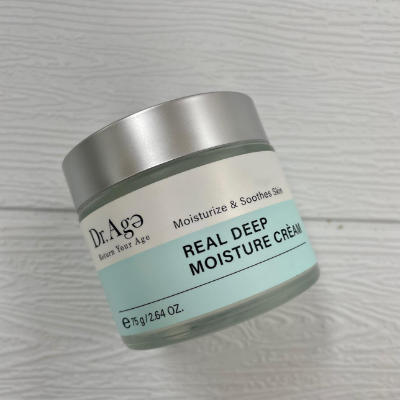 Dr.Agə
Return Your Age
Moisturize & Soothes Skin
REAL DEEP
MOISTURE CREAM
e 75 g / 2.64 OZ.